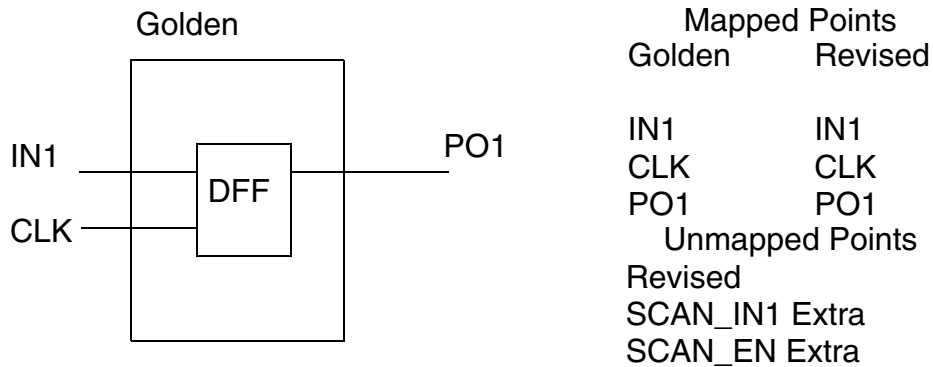 Golden
IN1
CLK
DFF
PO1
Mapped Points
Golden Revised
IN1 IN1
CLK CLK
PO1 PO1
Unmapped Points
Revised
SCAN_IN1 Extra
SCAN_EN Extra